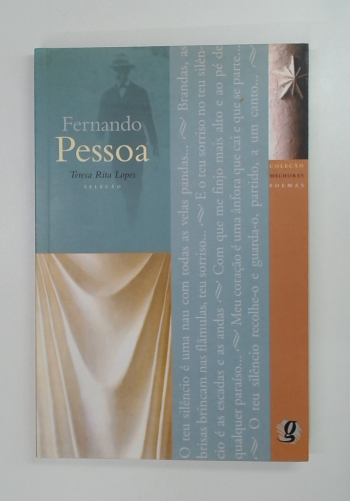 Fernando
Pessoa
Teresa Rita Lopes
SELEÇÃO
O teu silêncio é uma nau com todas as velas pandas... Brandas, as
brisas brincam nas flâmulas, teu sorriso... E o teu sorriso no teu silên-
cio é as escadas e as andas Com que me finjo mais alto e ao pé de
qualquer paraíso... Meu coração é uma ânfora que cai e que se parte...
O teu silêncio recolhe-o e guarda-o, partido, a um canto...
COLEÇÃO
MELHORES
POEMAS
g